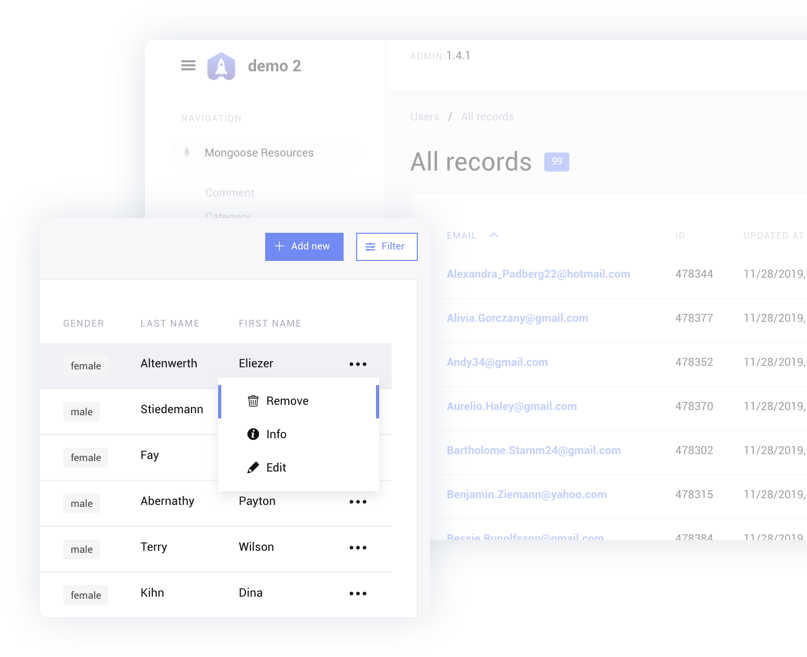 demo 2
ADMIN: 1.4.1
NAVIGATION
Mongoose Resources
Comment
Category
Users / All records
All records 99
EMAIL ID UPDATED AT
Alexandra_Padberg22@hotmail.com 478344 11/28/2019,
Alivia.Gorczany@gmail.com 478377 11/28/2019,
Andy34@gmail.com 478352 11/28/2019,
Aurelio.Haley@gmail.com 478370 11/28/2019,
Bartholome.Stamm24@gmail.com 478302 11/28/2019,
Benjamin.Ziemann@yahoo.com 478315 11/28/2019,
Bessie.Runolfsson@gmail.com 478384 11/28/2019,
Add new Filter
GENDER LAST NAME FIRST NAME
female Altenwerth Eliezer
male Stiedemann
female Fay
male Abernathy Payton
male Terry Wilson
female Kihn Dina
Remove
Info
Edit